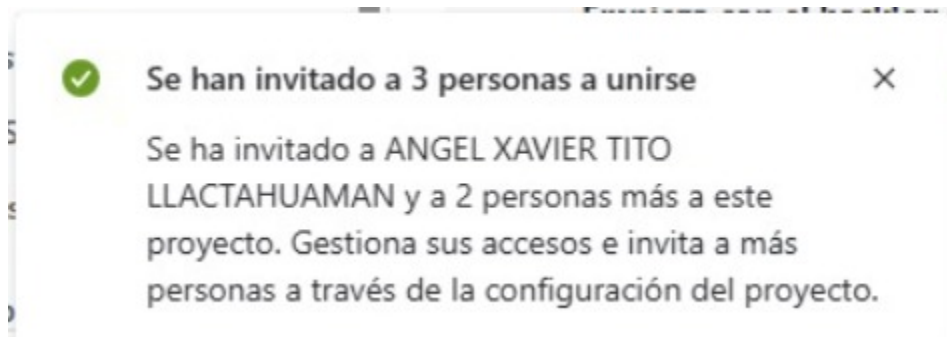 Se han invitado a 3 personas a unirse
Se ha invitado a ANGEL XAVIER TITO
LLACTAHUAMAN y a 2 personas más a este
proyecto. Gestiona sus accesos e invita a más
personas a través de la configuración del proyecto.